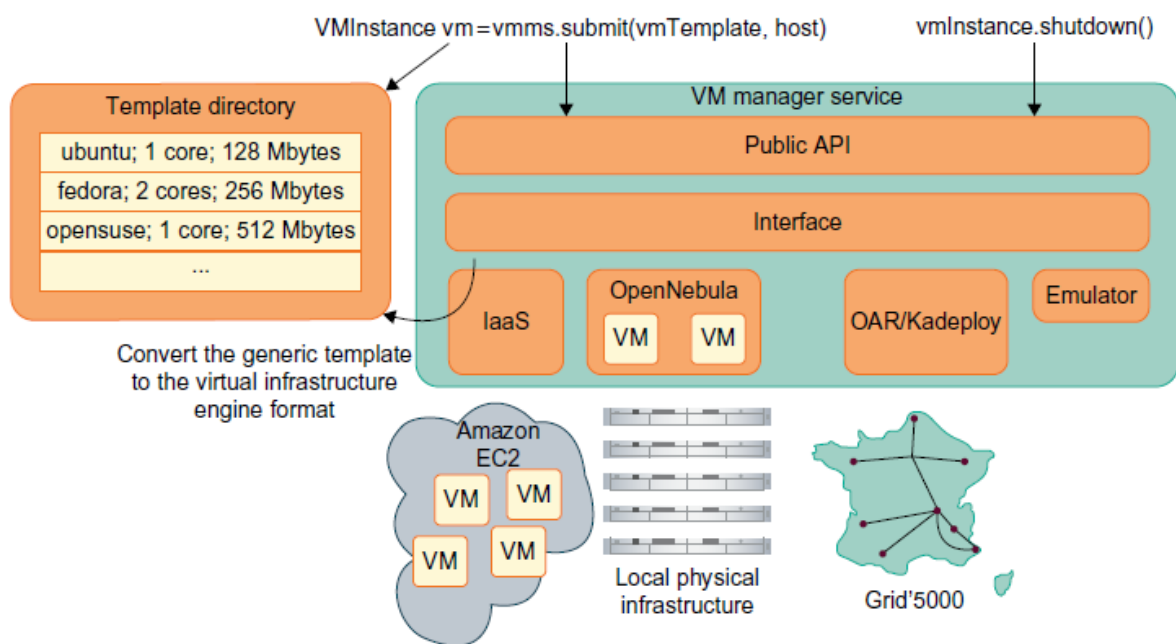 VMInstance vm=vmms.submit(vmTemplate, host)
vmInstance.shutdown()
Template directory
ubuntu; 1 core; 128 Mbytes
fedora; 2 cores; 256 Mbytes
opensuse; 1 core; 512 Mbytes
...
VM manager service
Public API
Interface
IaaS
OpenNebula
VM
VM
OAR/Kadeploy
Emulator
Convert the generic template
to the virtual infrastructure
engine format
Amazon
EC2
VM
VM
VM
VM
Local physical
infrastructure
Grid'5000